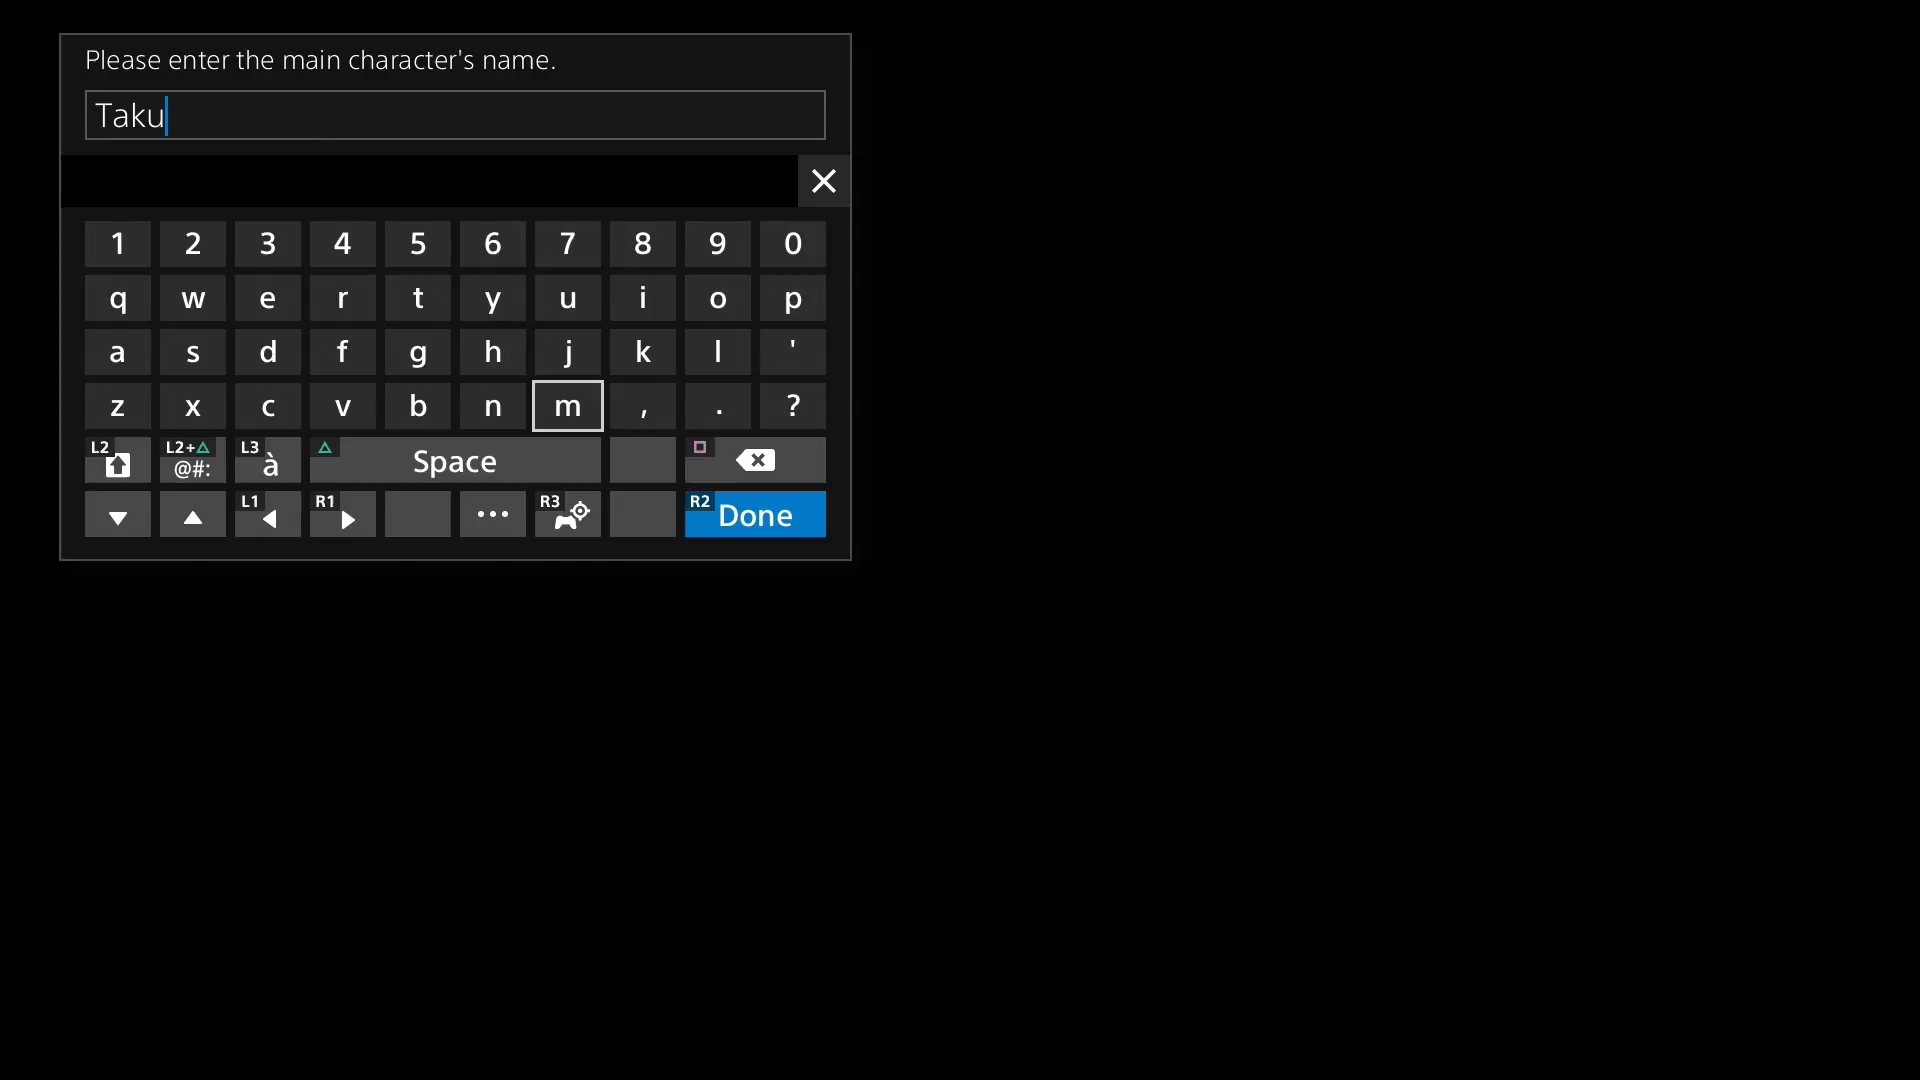 Please enter the main character's name.
Taku
1 2 3 4 5 6 7 8 9 0
q w e r t y u i o p
a s d f g h j k l '
z x c v b n m , . ?
L2 L2+△ @#: L3 à △ Space □
L1 R1 ... R3 R2 Done